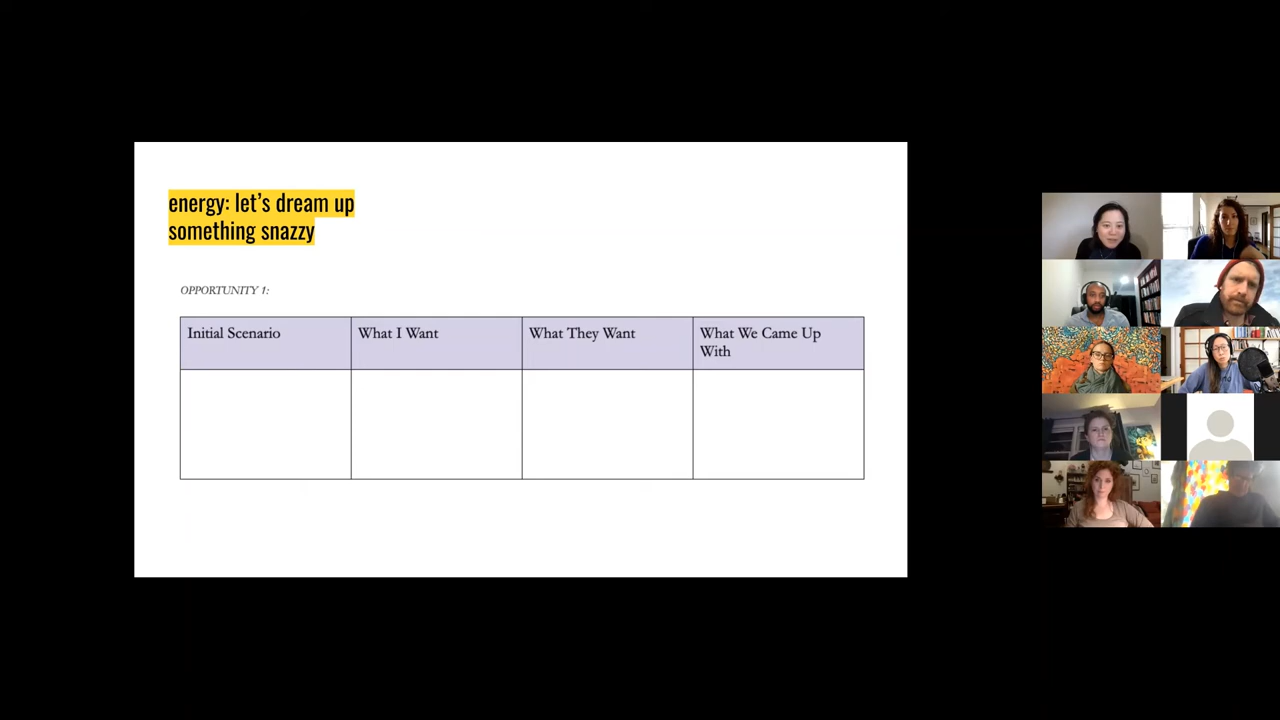 energy: let's dream up
something snazzy
OPPORTUNITY 1:
Initial Scenario
What I Want
What They Want
What We Came Up
With